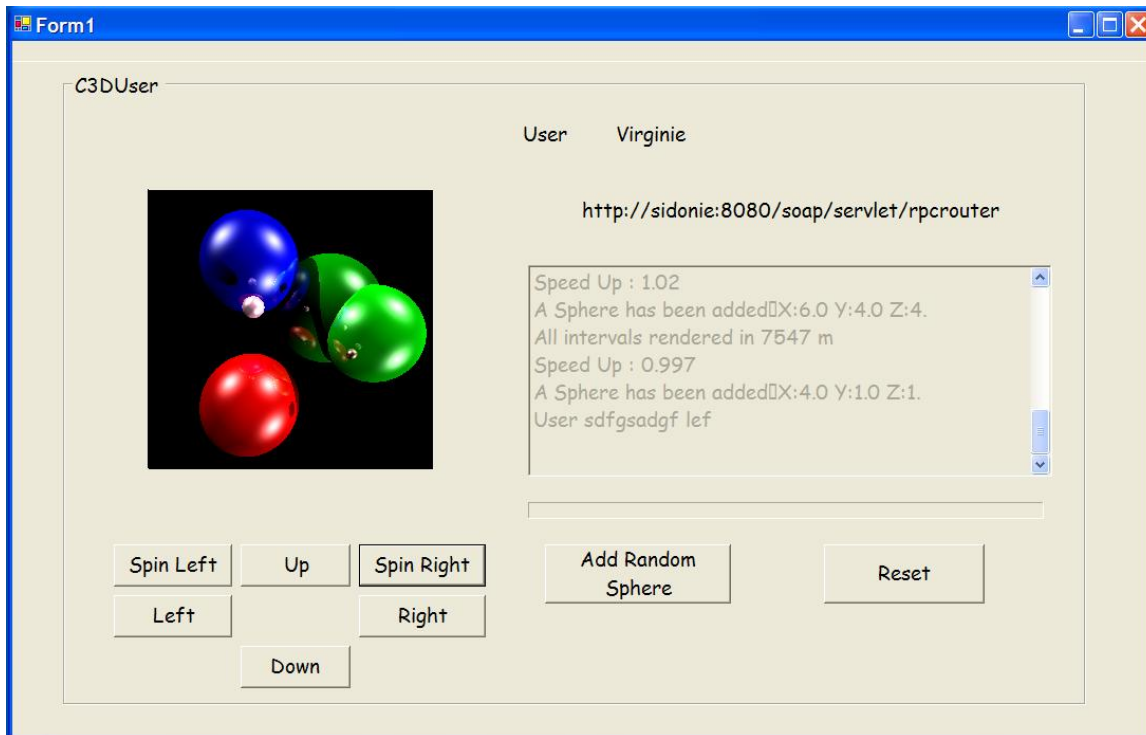 Form1
C3DUser
User Virginie
http://sidonie:8080/soap/servlet/rpcrouter
Speed Up : 1.02
A Sphere has been added▯X:6.0 Y:4.0 Z:4.
All intervals rendered in 7547 m
Speed Up : 0.997
A Sphere has been added▯X:4.0 Y:1.0 Z:1.
User sdfgsadgf lef
Spin Left Up Spin Right
Left Right
Down
Add Random
Sphere
Reset